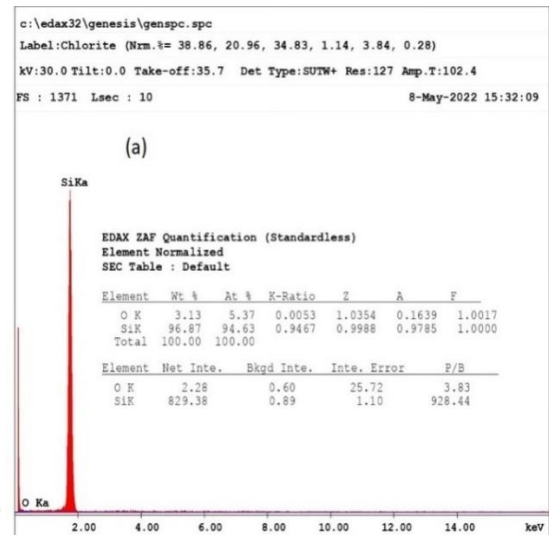 c:\edax32\genesis\genspc.spc
Label:Chlorite (Nrm.%= 38.86, 20.96, 34.83, 1.14, 3.84, 0.28)
kV:30.0 Tilt:0.0 Take-off:35.7 Det Type:SUTW+ Res:127 Amp.T:102.4
FS : 1371 Lsec : 10 8-May-2022 15:32:09
(a)
SiKa
EDAX ZAF Quantification (Standardless)
Element Normalized
SEC Table : Default
Element Wt % At % K-Ratio Z A F
O K 3.13 5.37 0.0053 1.0354 0.1639 1.0017
SiK 96.87 94.63 0.9467 0.9988 0.9785 1.0000
Total 100.00 100.00
Element Net Inte. Bkgd Inte. Inte. Error P/B
O K 2.28 0.60 25.72 3.83
SiK 829.38 0.89 1.10 928.44
O Ka
2.00 4.00 6.00 8.00 10.00 12.00 14.00 keV